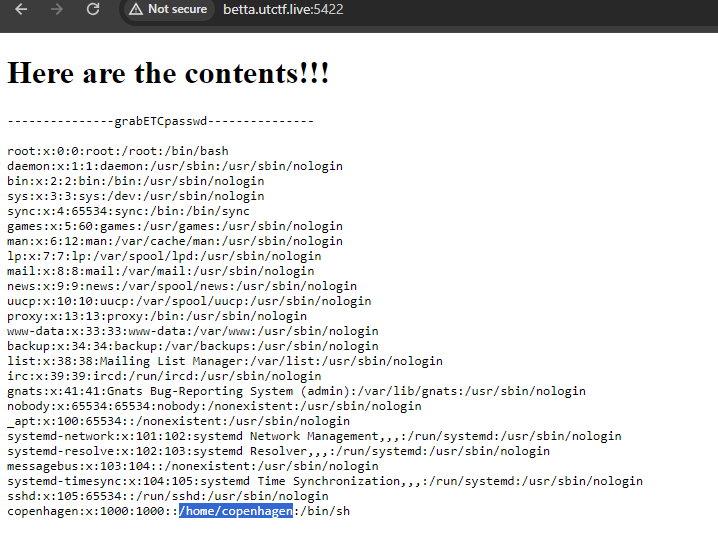 Not secure betta.utctf.live:5422
Here are the contents!!!
---------------grabETCpasswd---------------
root:x:0:0:root:/root:/bin/bash
daemon:x:1:1:daemon:/usr/sbin:/usr/sbin/nologin
bin:x:2:2:bin:/bin:/usr/sbin/nologin
sys:x:3:3:sys:/dev:/usr/sbin/nologin
sync:x:4:65534:sync:/bin:/bin/sync
games:x:5:60:games:/usr/games:/usr/sbin/nologin
man:x:6:12:man:/var/cache/man:/usr/sbin/nologin
lp:x:7:7:lp:/var/spool/lpd:/usr/sbin/nologin
mail:x:8:8:mail:/var/mail:/usr/sbin/nologin
news:x:9:9:news:/var/spool/news:/usr/sbin/nologin
uucp:x:10:10:uucp:/var/spool/uucp:/usr/sbin/nologin
proxy:x:13:13:proxy:/bin:/usr/sbin/nologin
www-data:x:33:33:www-data:/var/www:/usr/sbin/nologin
backup:x:34:34:backup:/var/backups:/usr/sbin/nologin
list:x:38:38:Mailing List Manager:/var/list:/usr/sbin/nologin
irc:x:39:39:ircd:/run/ircd:/usr/sbin/nologin
gnats:x:41:41:Gnats Bug-Reporting System (admin):/var/lib/gnats:/usr/sbin/nologin
nobody:x:65534:65534:nobody:/nonexistent:/usr/sbin/nologin
_apt:x:100:65534::/nonexistent:/usr/sbin/nologin
systemd-network:x:101:102:systemd Network Management,,,:/run/systemd:/usr/sbin/nologin
systemd-resolve:x:102:103:systemd Resolver,,,:/run/systemd:/usr/sbin/nologin
messagebus:x:103:104::/nonexistent:/usr/sbin/nologin
systemd-timesync:x:104:105:systemd Time Synchronization,,,:/run/systemd:/usr/sbin/nologin
sshd:x:105:65534::/run/sshd:/usr/sbin/nologin
copenhagen:x:1000:1000::/home/copenhagen:/bin/sh